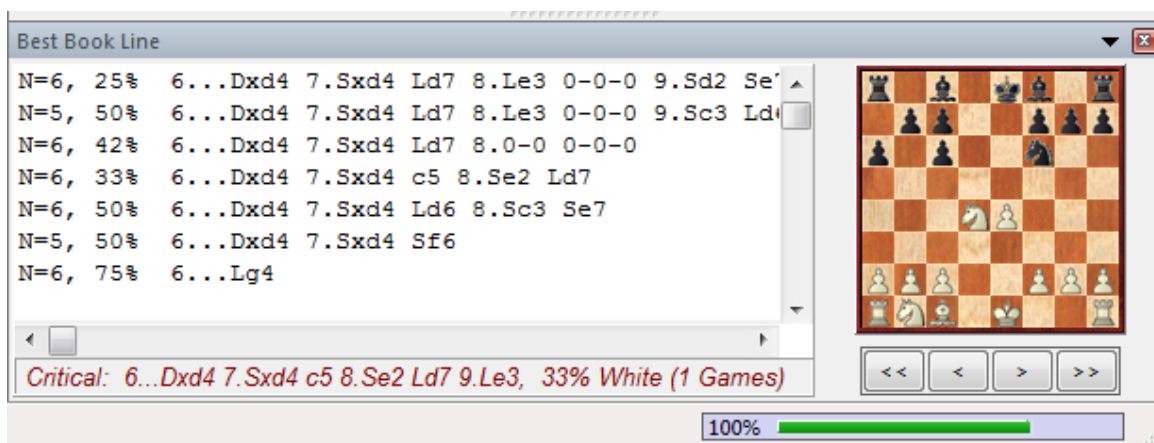 Best Book Line
N=6, 25% 6...Dxd4 7.Sxd4 Ld7 8.Le3 0-0-0 9.Sd2
N=5, 50% 6...Dxd4 7.Sxd4 Ld7 8.Le3 0-0-0 9.Sc3
N=6, 42% 6...Dxd4 7.Sxd4 Ld7 8.0-0 0-0-0
N=6, 33% 6...Dxd4 7.Sxd4 c5 8.Se2 Ld7
N=6, 50% 6...Dxd4 7.Sxd4 Ld6 8.Sc3 Se7
N=5, 50% 6...Dxd4 7.Sxd4 Sf6
N=6, 75% 6...Lg4
Critical: 6...Dxd4 7.Sxd4 c5 8.Se2 Ld7 9.Le3, 33% White (1 Games)
<< < > >>
100%